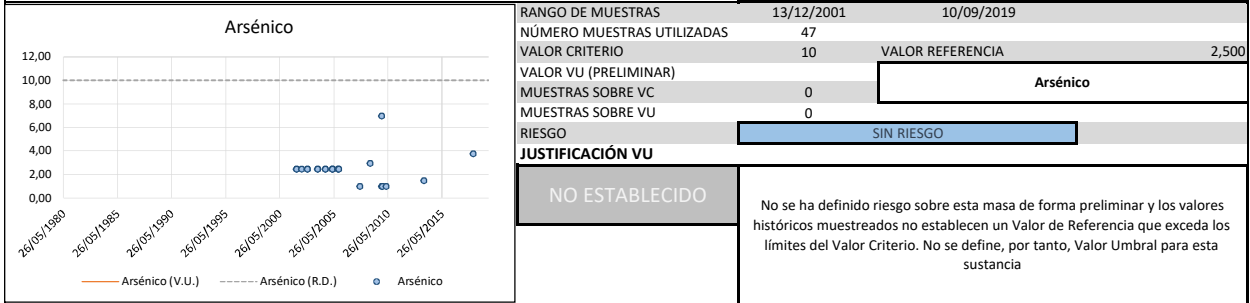 Arsénico
12,00
10,00
8,00
6,00
4,00
2,00
0,00
26/05/1980
26/05/1985
26/05/1990
26/05/1995
26/05/2000
26/05/2005
26/05/2010
26/05/2015
Arsénico (V.U.)
Arsénico (R.D.)
Arsénico
RANGO DE MUESTRAS 13/12/2001 10/09/2019
NÚMERO MUESTRAS UTILIZADAS 47
VALOR CRITERIO 10 VALOR REFERENCIA 2,500
VALOR VU (PRELIMINAR)
Arsénico
MUESTRAS SOBRE VC 0
MUESTRAS SOBRE VU 0
RIESGO SIN RIESGO
JUSTIFICACIÓN VU
NO ESTABLECIDO
No se ha definido riesgo sobre esta masa de forma preliminar y los valores
históricos muestreados no establecen un Valor de Referencia que exceda los
límites del Valor Criterio. No se define, por tanto, Valor Umbral para esta
sustancia